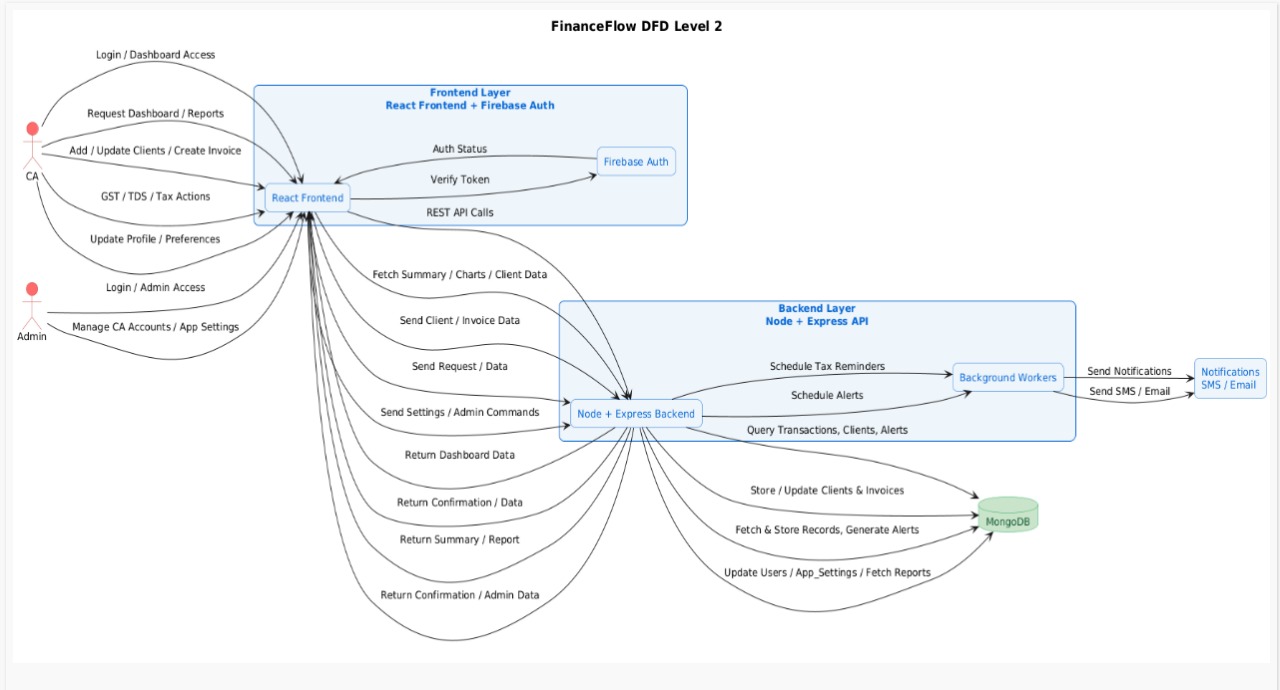 FinanceFlow DFD Level 2
Login / Dashboard Access
Request Dashboard / Reports
Add / Update Clients / Create Invoice
CA
GST / TDS / Tax Actions
Update Profile / Preferences
Login / Admin Access
Manage CA Accounts / App Settings
Admin
Frontend Layer
React Frontend + Firebase Auth
Auth Status
Firebase Auth
Verify Token
React Frontend
REST API Calls
Fetch Summary / Charts / Client Data
Send Client / Invoice Data
Send Request / Data
Send Settings / Admin Commands
Return Dashboard Data
Return Confirmation / Data
Return Summary / Report
Return Confirmation / Admin Data
Backend Layer
Node + Express API
Schedule Tax Reminders
Background Workers
Schedule Alerts
Node + Express Backend
Send Notifications
Send SMS / Email
Notifications
SMS / Email
Query Transactions, Clients, Alerts
Store / Update Clients & Invoices
Fetch & Store Records, Generate Alerts
Update Users / App_Settings / Fetch Reports
MongoDB